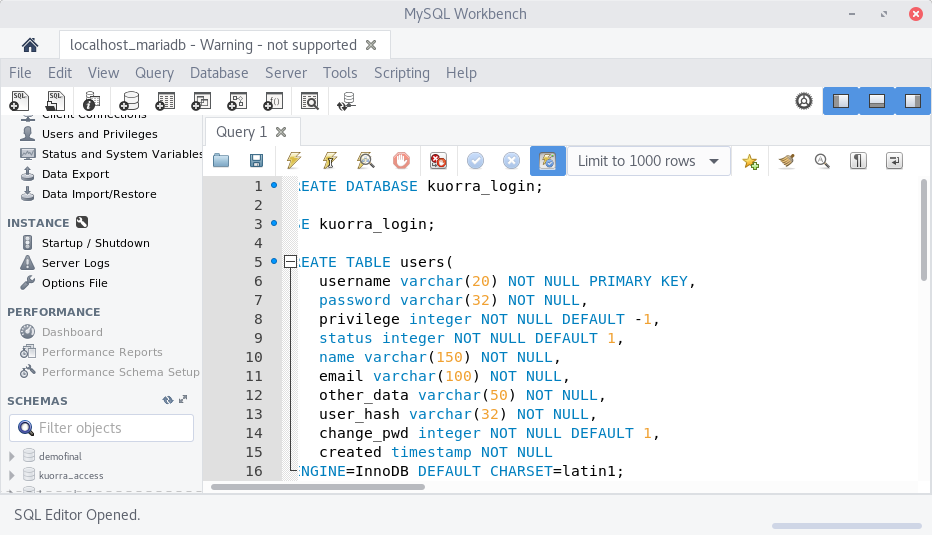 MySQL Workbench
localhost_mariadb - Warning - not supported
File Edit View Query Database Server Tools Scripting Help
Client Connections
Users and Privileges
Status and System Variables
Data Export
Data Import/Restore
INSTANCE
Startup / Shutdown
Server Logs
Options File
PERFORMANCE
Dashboard
Performance Reports
Performance Schema Setup
SCHEMAS
Filter objects
demofinal
kuorra_access
Query 1
Limit to 1000 rows
1 REATE DATABASE kuorra_login;
2
3 E kuorra_login;
4
5 REATE TABLE users(
6 username varchar(20) NOT NULL PRIMARY KEY,
7 password varchar(32) NOT NULL,
8 privilege integer NOT NULL DEFAULT -1,
9 status integer NOT NULL DEFAULT 1,
10 name varchar(150) NOT NULL,
11 email varchar(100) NOT NULL,
12 other_data varchar(50) NOT NULL,
13 user_hash varchar(32) NOT NULL,
14 change_pwd integer NOT NULL DEFAULT 1,
15 created timestamp NOT NULL
16 ENGINE=InnoDB DEFAULT CHARSET=latin1;
SQL Editor Opened.